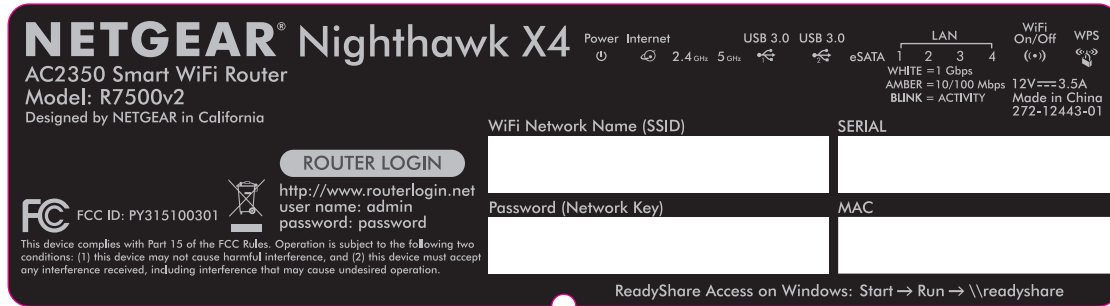 NETGEAR® Nighthawk X4
AC2350 Smart WiFi Router
Model: R7500v2
Designed by NETGEAR in California
Power Internet USB 3.0 USB 3.0 LAN WiFi On/Off WPS
2.4 GHz 5 GHz eSATA 1 2 3 4
WHITE =1 Gbps
AMBER =10/100 Mbps
BLINK = ACTIVITY
12V⎓3.5A
Made in China
272-12443-01
ROUTER LOGIN
http://www.routerlogin.net
user name: admin
password: password
FC FCC ID: PY315100301
This device complies with Part 15 of the FCC Rules. Operation is subject to the following two
conditions: (1) this device may not cause harmful interference, and (2) this device must accept
any interference received, including interference that may cause undesired operation.
WiFi Network Name (SSID)
SERIAL
Password (Network Key)
MAC
ReadyShare Access on Windows: Start → Run → \\readyshare